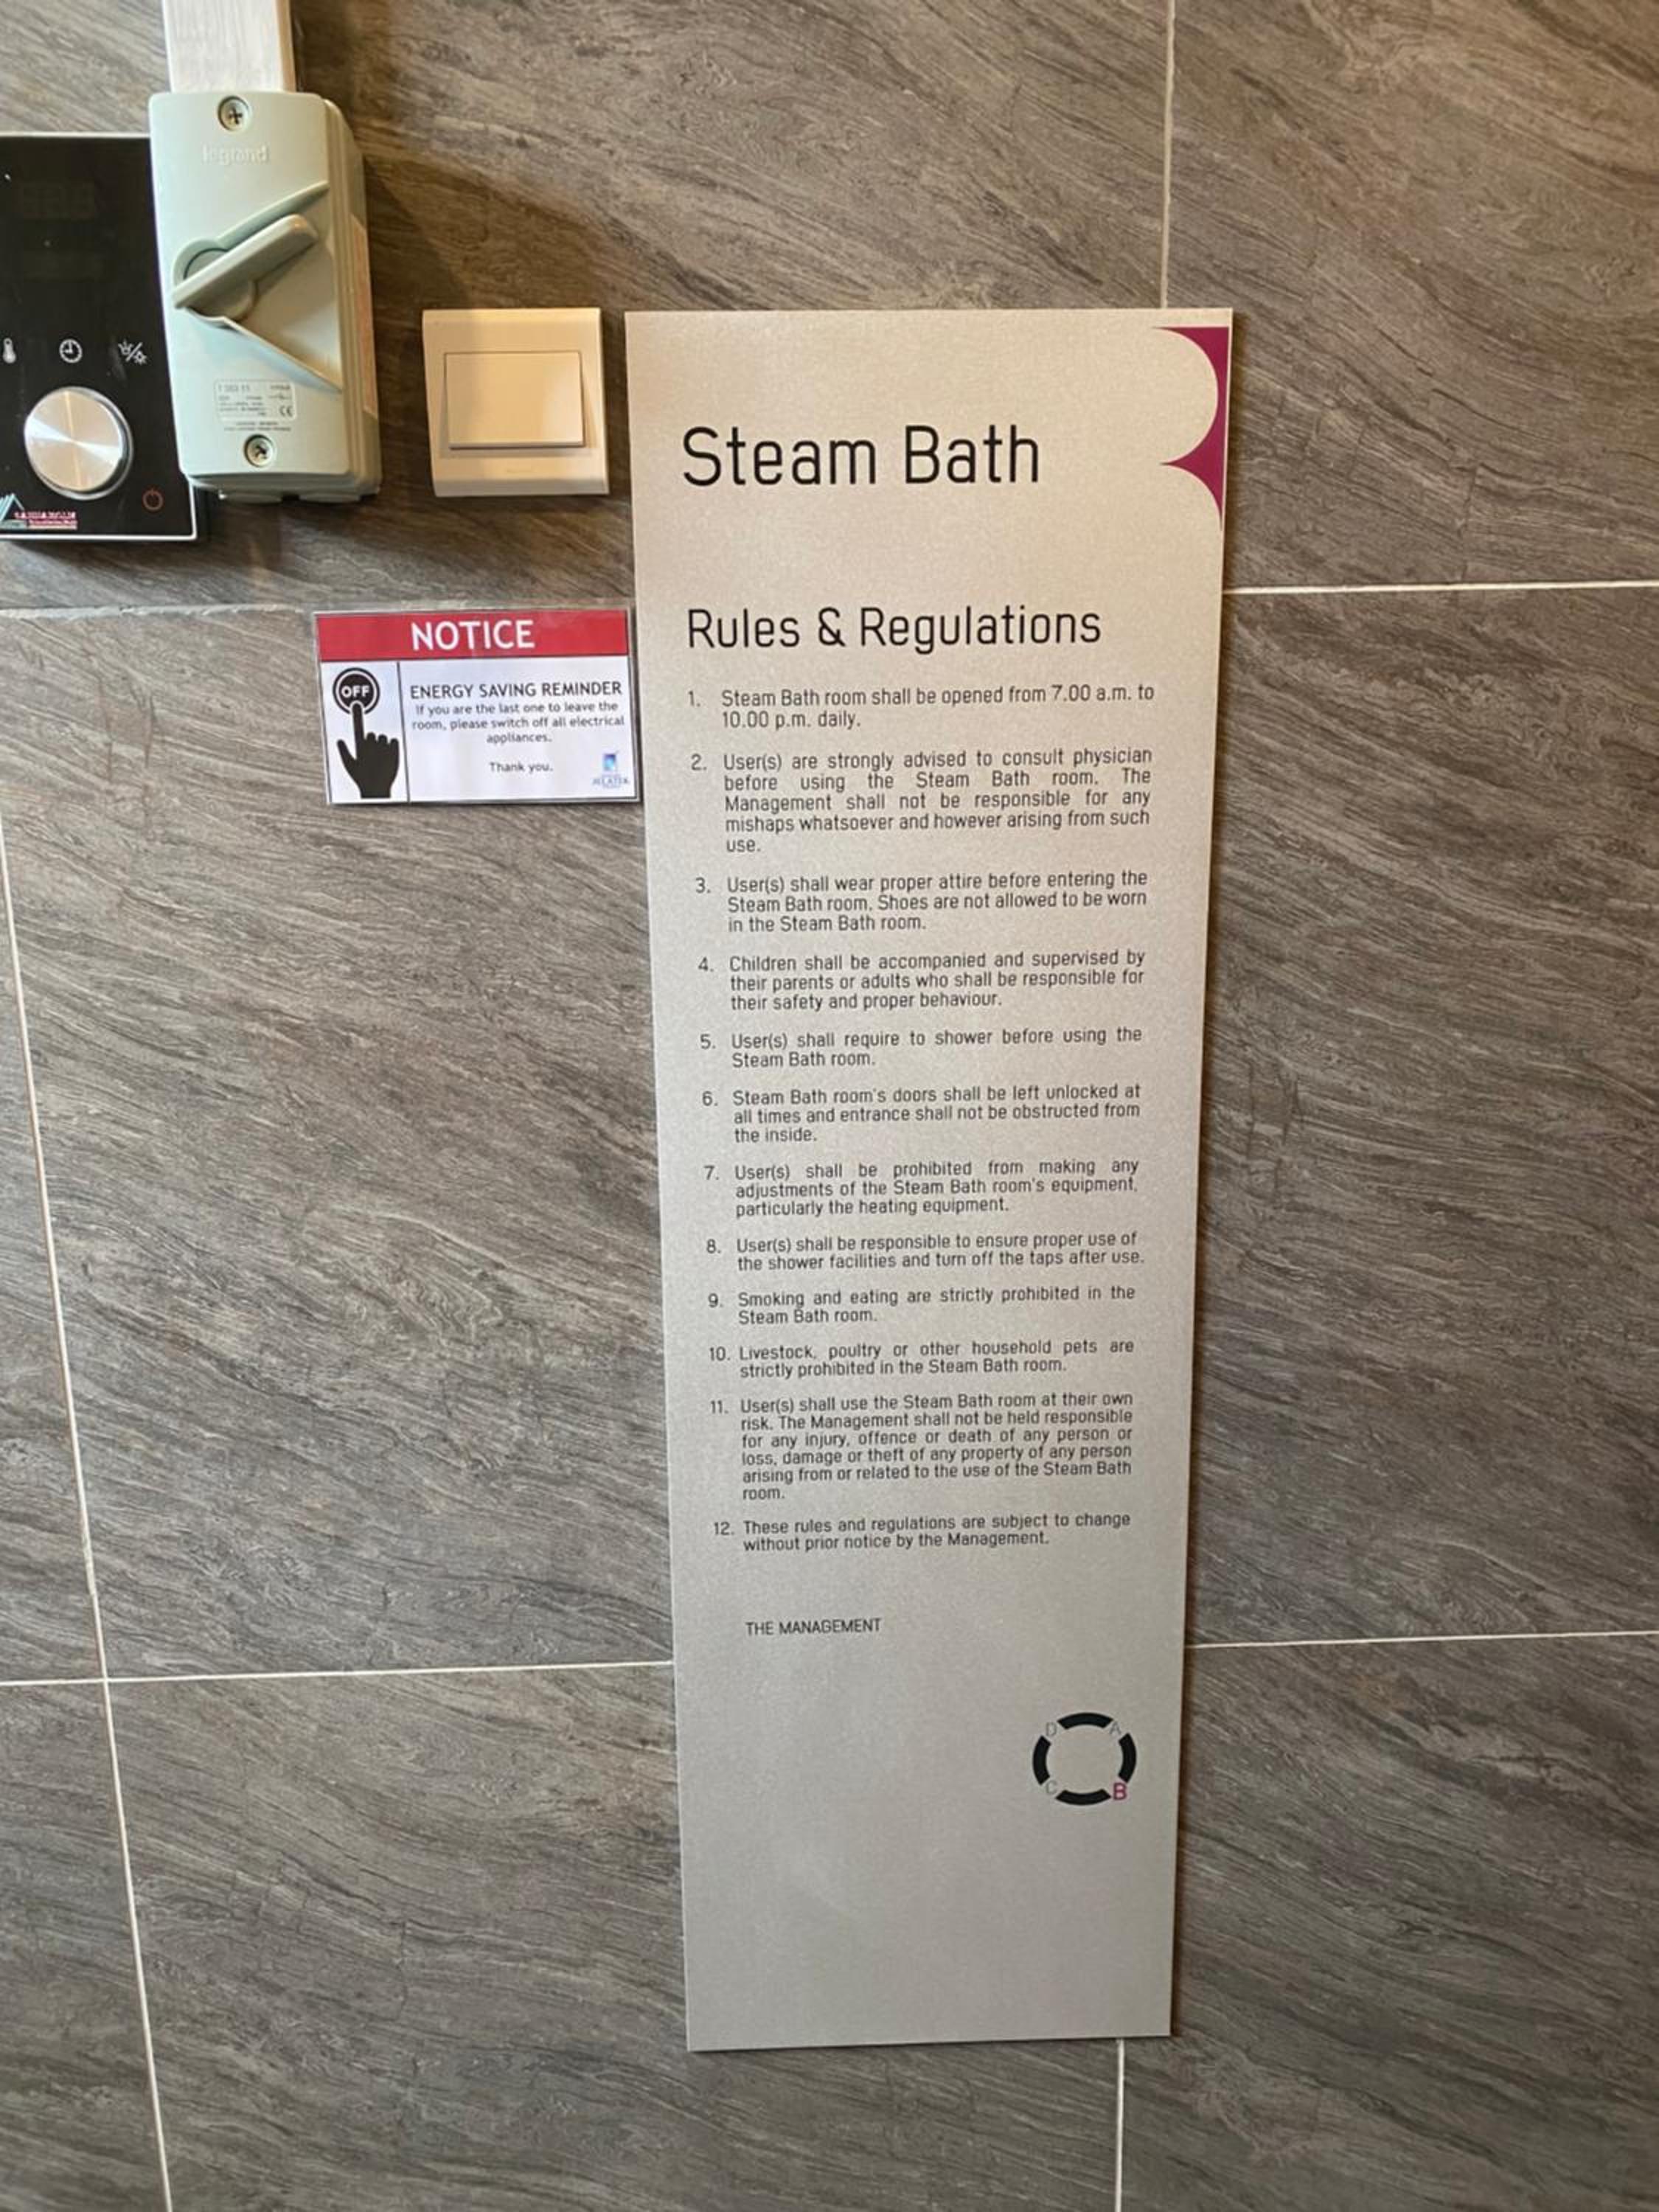 legrand
CE
NOTICE
OFF
ENERGY SAVING REMINDER
If you are the last one to leave the
room, please switch off all electrical
appliances.
Thank you.
Steam Bath
Rules & Regulations
1. Steam Bath room shall be opened from 7.00 a.m. to
10.00 p.m. daily.
2. User(s) are strongly advised to consult physician
before using the Steam Bath room. The
Management shall not be responsible for any
mishaps whatsoever and however arising from such
use.
3. User(s) shall wear proper attire before entering the
Steam Bath room. Shoes are not allowed to be worn
in the Steam Bath room.
4. Children shall be accompanied and supervised by
their parents or adults who shall be responsible for
their safety and proper behaviour.
5. User(s) shall require to shower before using the
Steam Bath room.
6. Steam Bath room's doors shall be left unlocked at
all times and entrance shall not be obstructed from
the inside.
7. User(s) shall be prohibited from making any
adjustments of the Steam Bath room's equipment,
particularly the heating equipment.
8. User(s) shall be responsible to ensure proper use of
the shower facilities and turn off the taps after use.
9. Smoking and eating are strictly prohibited in the
Steam Bath room.
10. Livestock, poultry or other household pets are
strictly prohibited in the Steam Bath room.
11. User(s) shall use the Steam Bath room at their own
risk. The Management shall not be held responsible
for any injury, offence or death of any person or
loss, damage or theft of any property of any person
arising from or related to the use of the Steam Bath
room.
12. These rules and regulations are subject to change
without prior notice by the Management.
THE MANAGEMENT
D A
C B